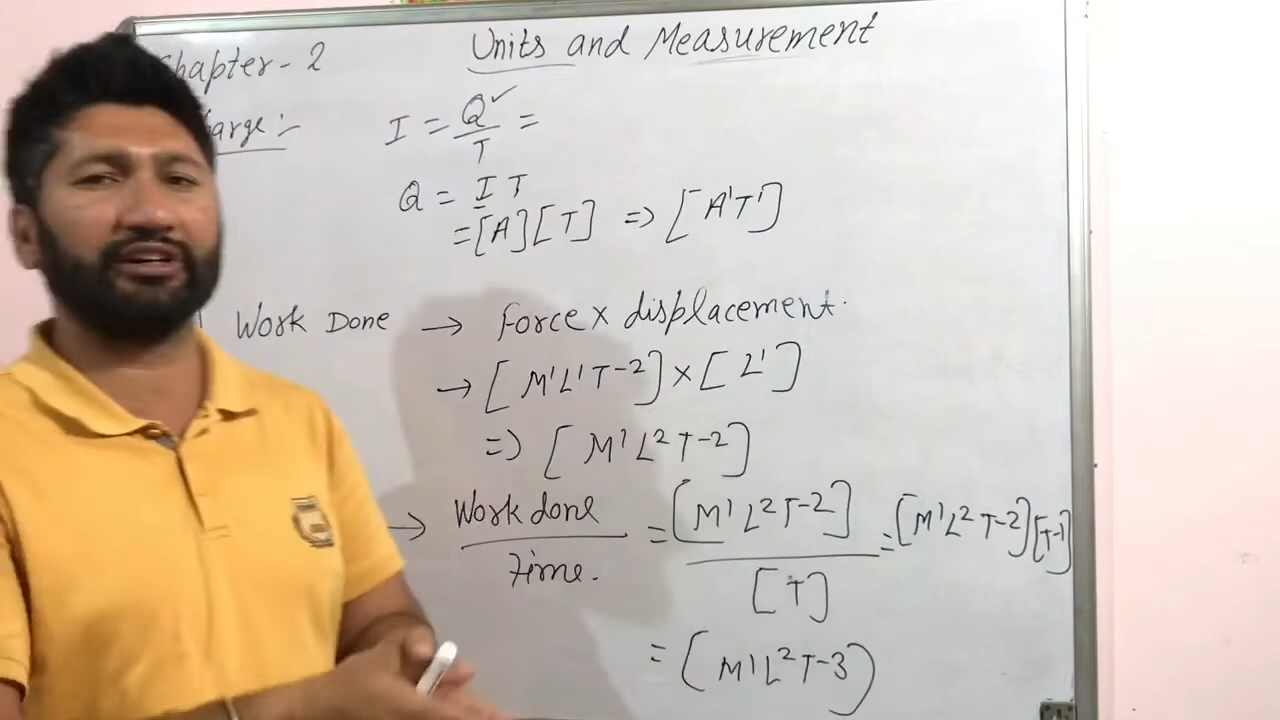 Chapter-2 Units and Measurement
arge:- I = Q✓/T =
Q = I T
= [A][T] => [A¹T¹]
Work Done → Force x displacement.
→ [M¹L¹T-2] x [L¹]
=> [M¹L²T-2]
→ Work done/Time. = [M¹L²T-2]/[T] = [M¹L²T-2][T-1]
= (M¹L²T-3)